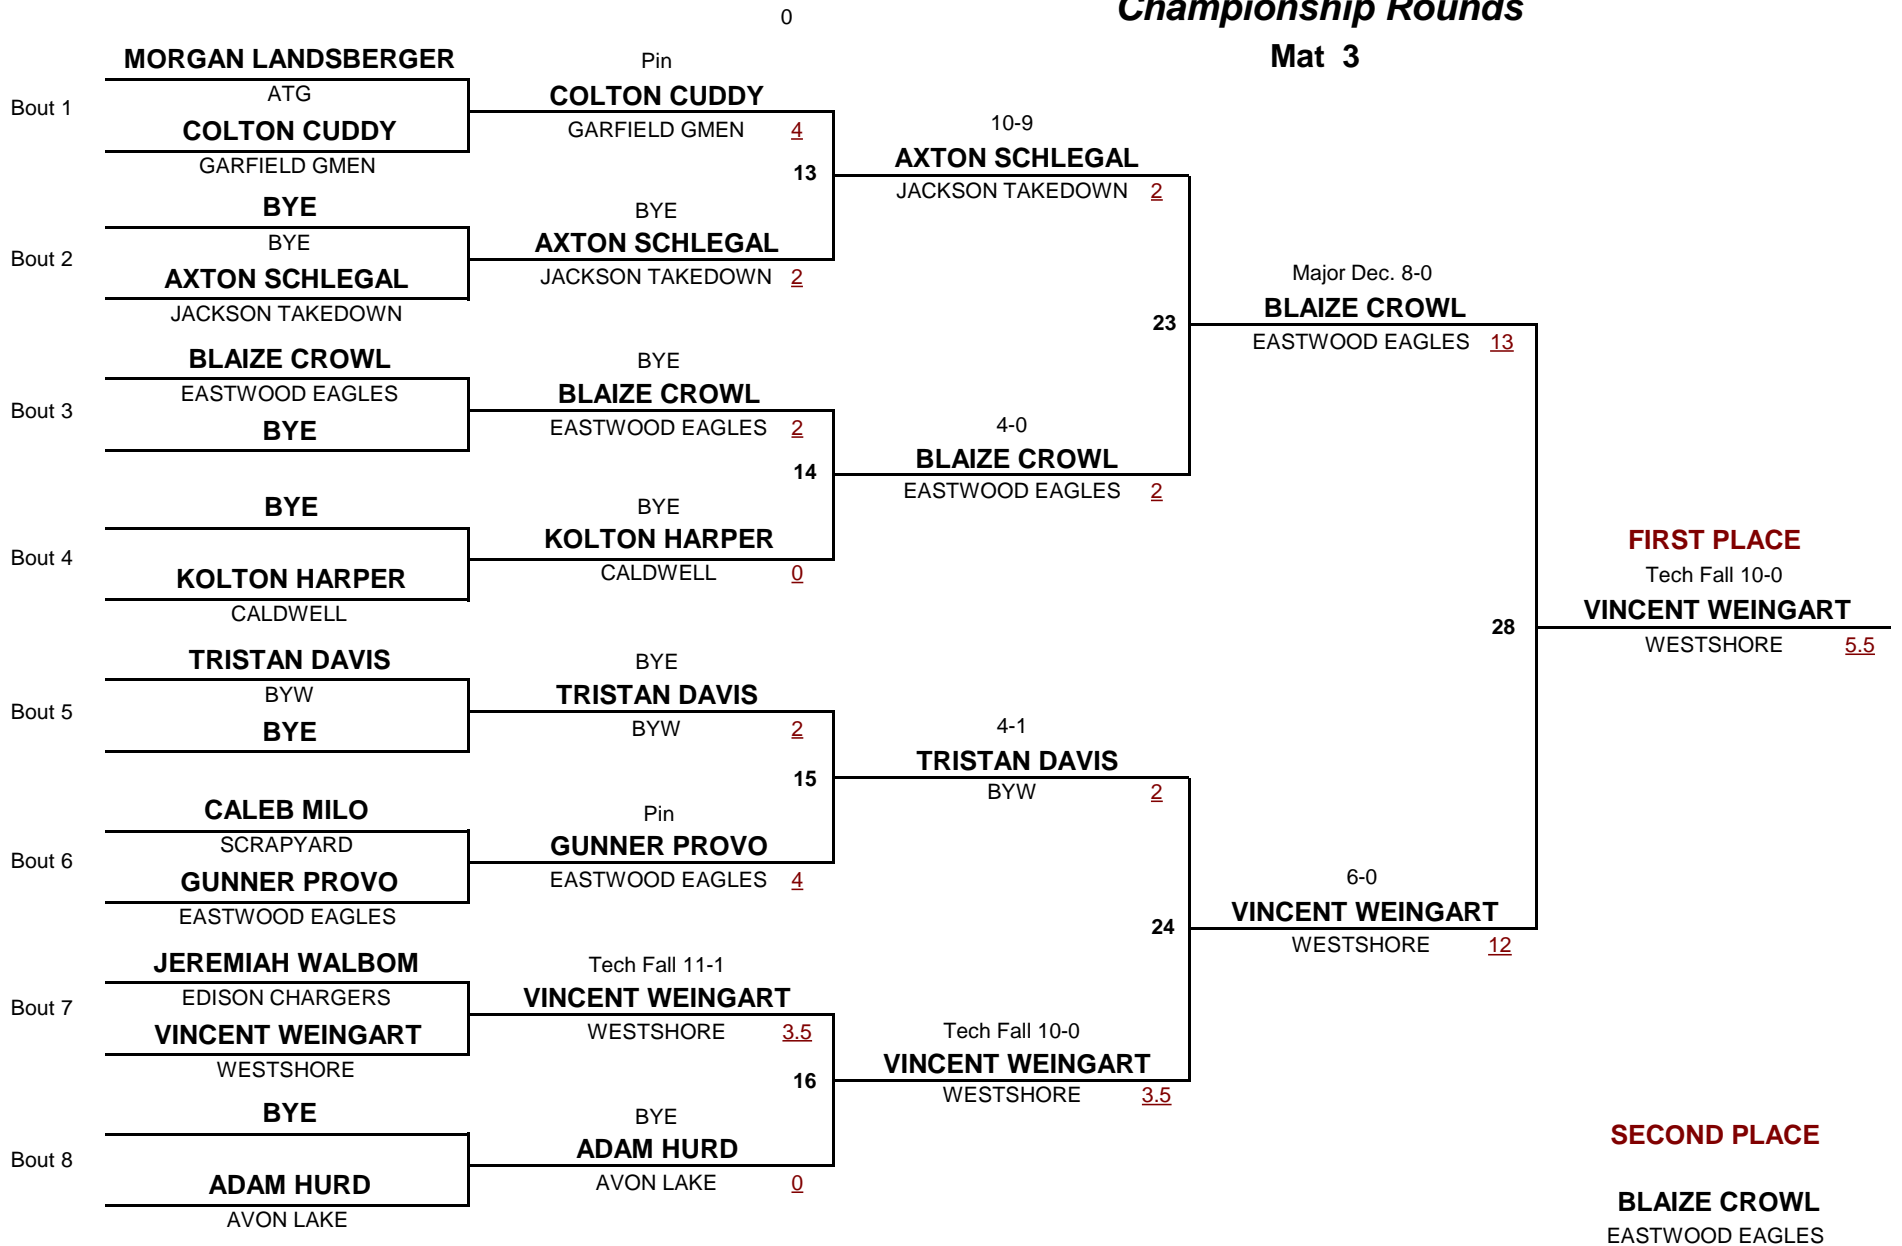 0
Championship Rounds
Mat 3
MORGAN LANDSBERGER
ATG
Bout 1
COLTON CUDDY
GARFIELD GMEN
BYE
BYE
Bout 2
AXTON SCHLEGAL
JACKSON TAKEDOWN
BLAIZE CROWL
EASTWOOD EAGLES
Bout 3
BYE
BYE
Bout 4
KOLTON HARPER
CALDWELL
TRISTAN DAVIS
BYW
Bout 5
BYE
CALEB MILO
SCRAPYARD
Bout 6
GUNNER PROVO
EASTWOOD EAGLES
JEREMIAH WALBOM
EDISON CHARGERS
Bout 7
VINCENT WEINGART
WESTSHORE
BYE
Bout 8
ADAM HURD
AVON LAKE
Pin
COLTON CUDDY
GARFIELD GMEN 4
13
BYE
AXTON SCHLEGAL
JACKSON TAKEDOWN 2
BYE
BLAIZE CROWL
EASTWOOD EAGLES 2
14
BYE
KOLTON HARPER
CALDWELL 0
BYE
TRISTAN DAVIS
BYW 2
15
Pin
GUNNER PROVO
EASTWOOD EAGLES 4
Tech Fall 11-1
VINCENT WEINGART
WESTSHORE 3.5
16
BYE
ADAM HURD
AVON LAKE 0
10-9
AXTON SCHLEGAL
JACKSON TAKEDOWN 2
23
4-0
BLAIZE CROWL
EASTWOOD EAGLES 2
4-1
TRISTAN DAVIS
BYW 2
24
Tech Fall 10-0
VINCENT WEINGART
WESTSHORE 3.5
Major Dec. 8-0
BLAIZE CROWL
EASTWOOD EAGLES 13
28
6-0
VINCENT WEINGART
WESTSHORE 12
FIRST PLACE
Tech Fall 10-0
VINCENT WEINGART
WESTSHORE 5.5
SECOND PLACE
BLAIZE CROWL
EASTWOOD EAGLES